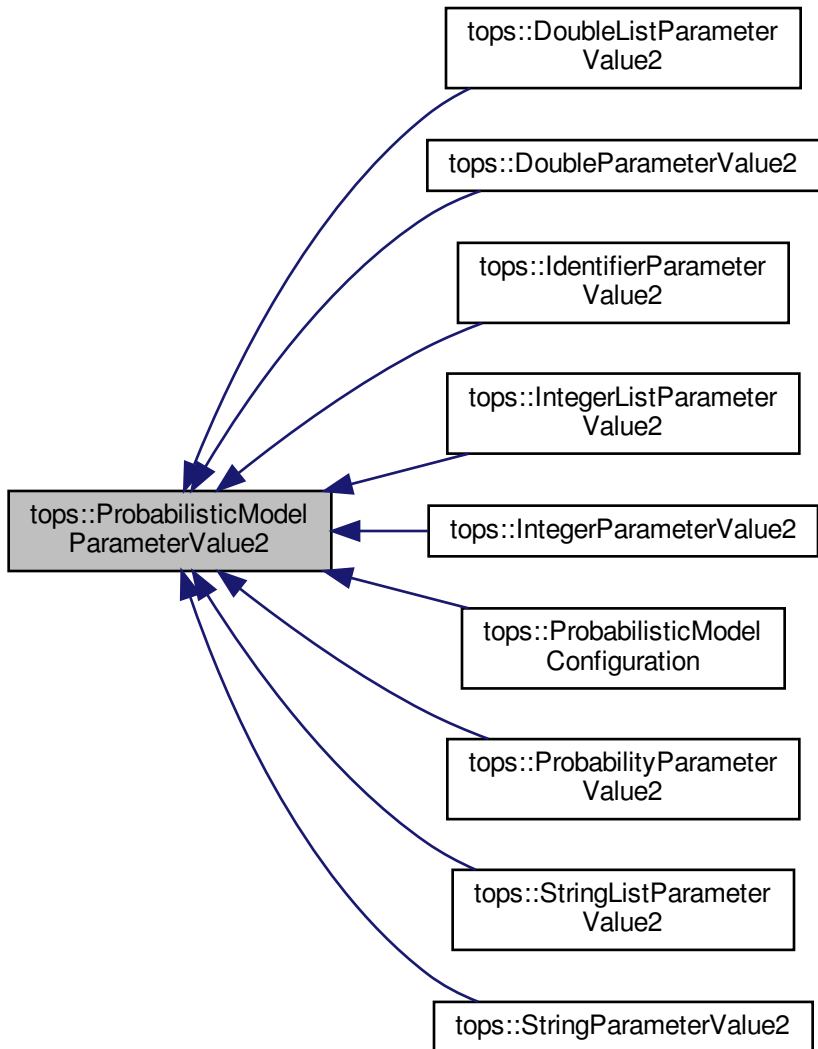 tops::DoubleListParameter
Value2
tops::DoubleParameterValue2
tops::IdentifierParameter
Value2
tops::IntegerListParameter
Value2
tops::ProbabilisticModel
ParameterValue2
tops::IntegerParameterValue2
tops::ProbabilisticModel
Configuration
tops::ProbabilityParameter
Value2
tops::StringListParameter
Value2
tops::StringParameterValue2